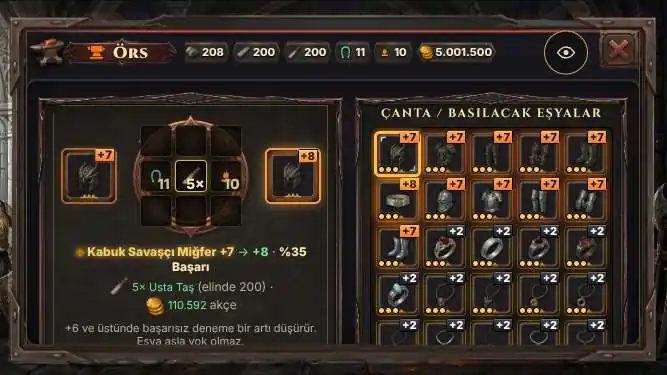 ÖRS
208
200
200
11
10
5.001.500
ÇANTA / BASILACAK EŞYALAR
+7
+8
11
5×
10
Kabuk Savaşçı Miğfer +7 → +8 · %35
Başarı
5× Usta Taş (elinde 200) ·
110.592 akçe
+6 ve üstünde başarısız deneme bir artı düşürür.
Eşya asla yok olmaz.
+7 +7 +7 +7 +7
+8 +7 +7 +7 +7
+7 +2 +2 +2 +2
+2 +2 +2 +2 +2
+2 +2 +2 +2 +2